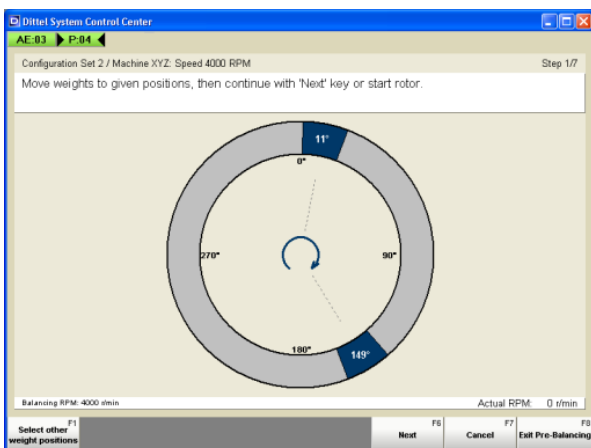 Dittel System Control Center
AE:03 P:04
Configuration Set 2 / Machine XYZ: Speed 4000 RPM Step 1/7
Move weights to given positions, then continue with 'Next' key or start rotor.
11°
0°
270° 90°
180°
149°
Balancing RPM: 4000 r/min Actual RPM: 0 r/min
F1 F6 F7 F8
Select other
weight positions Next Cancel Exit Pre-Balancing